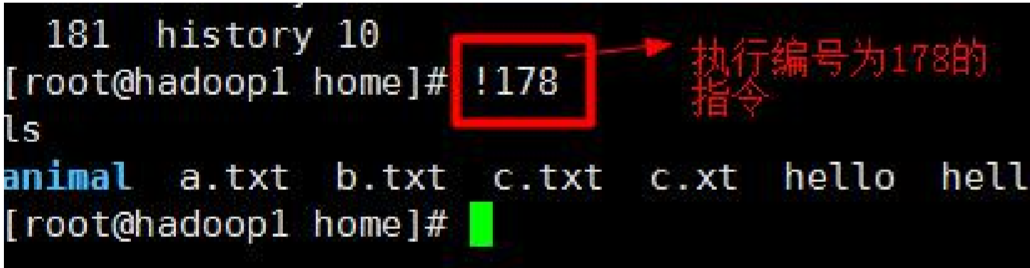 181 history 10
[root@hadoop1 home]# !178
执行编号为178的
指令
ls
animal a.txt b.txt c.txt c.xt hello hell
[root@hadoop1 home]#